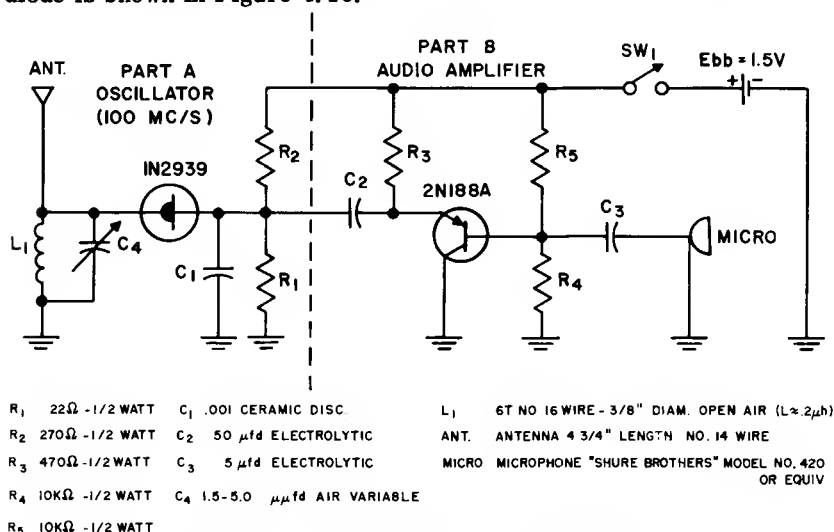 diode is shown in Figure 4.10.
ANT.
PART A
OSCILLATOR
(100 MC/S)
PART B
AUDIO AMPLIFIER
SW1
Ebb = 1.5V
+ -
IN2939
R2
C2
R3
2N188A
R5
C3
MICRO
L1
C4
C1
R1
R4
R1 22Ω -1/2 WATT C1 .001 CERAMIC DISC. L1 6T NO 16 WIRE - 3/8" DIAM. OPEN AIR (L≈.2μh)
R2 270Ω -1/2 WATT C2 50 μfd ELECTROLYTIC ANT. ANTENNA 4 3/4" LENGTH NO. 14 WIRE
R3 470Ω -1/2 WATT C3 5 μfd ELECTROLYTIC MICRO MICROPHONE "SHURE BROTHERS" MODEL NO. 420
OR EQUIV
R4 10KΩ -1/2 WATT C4 1.5-5.0 μμfd AIR VARIABLE
R5 10KΩ -1/2 WATT